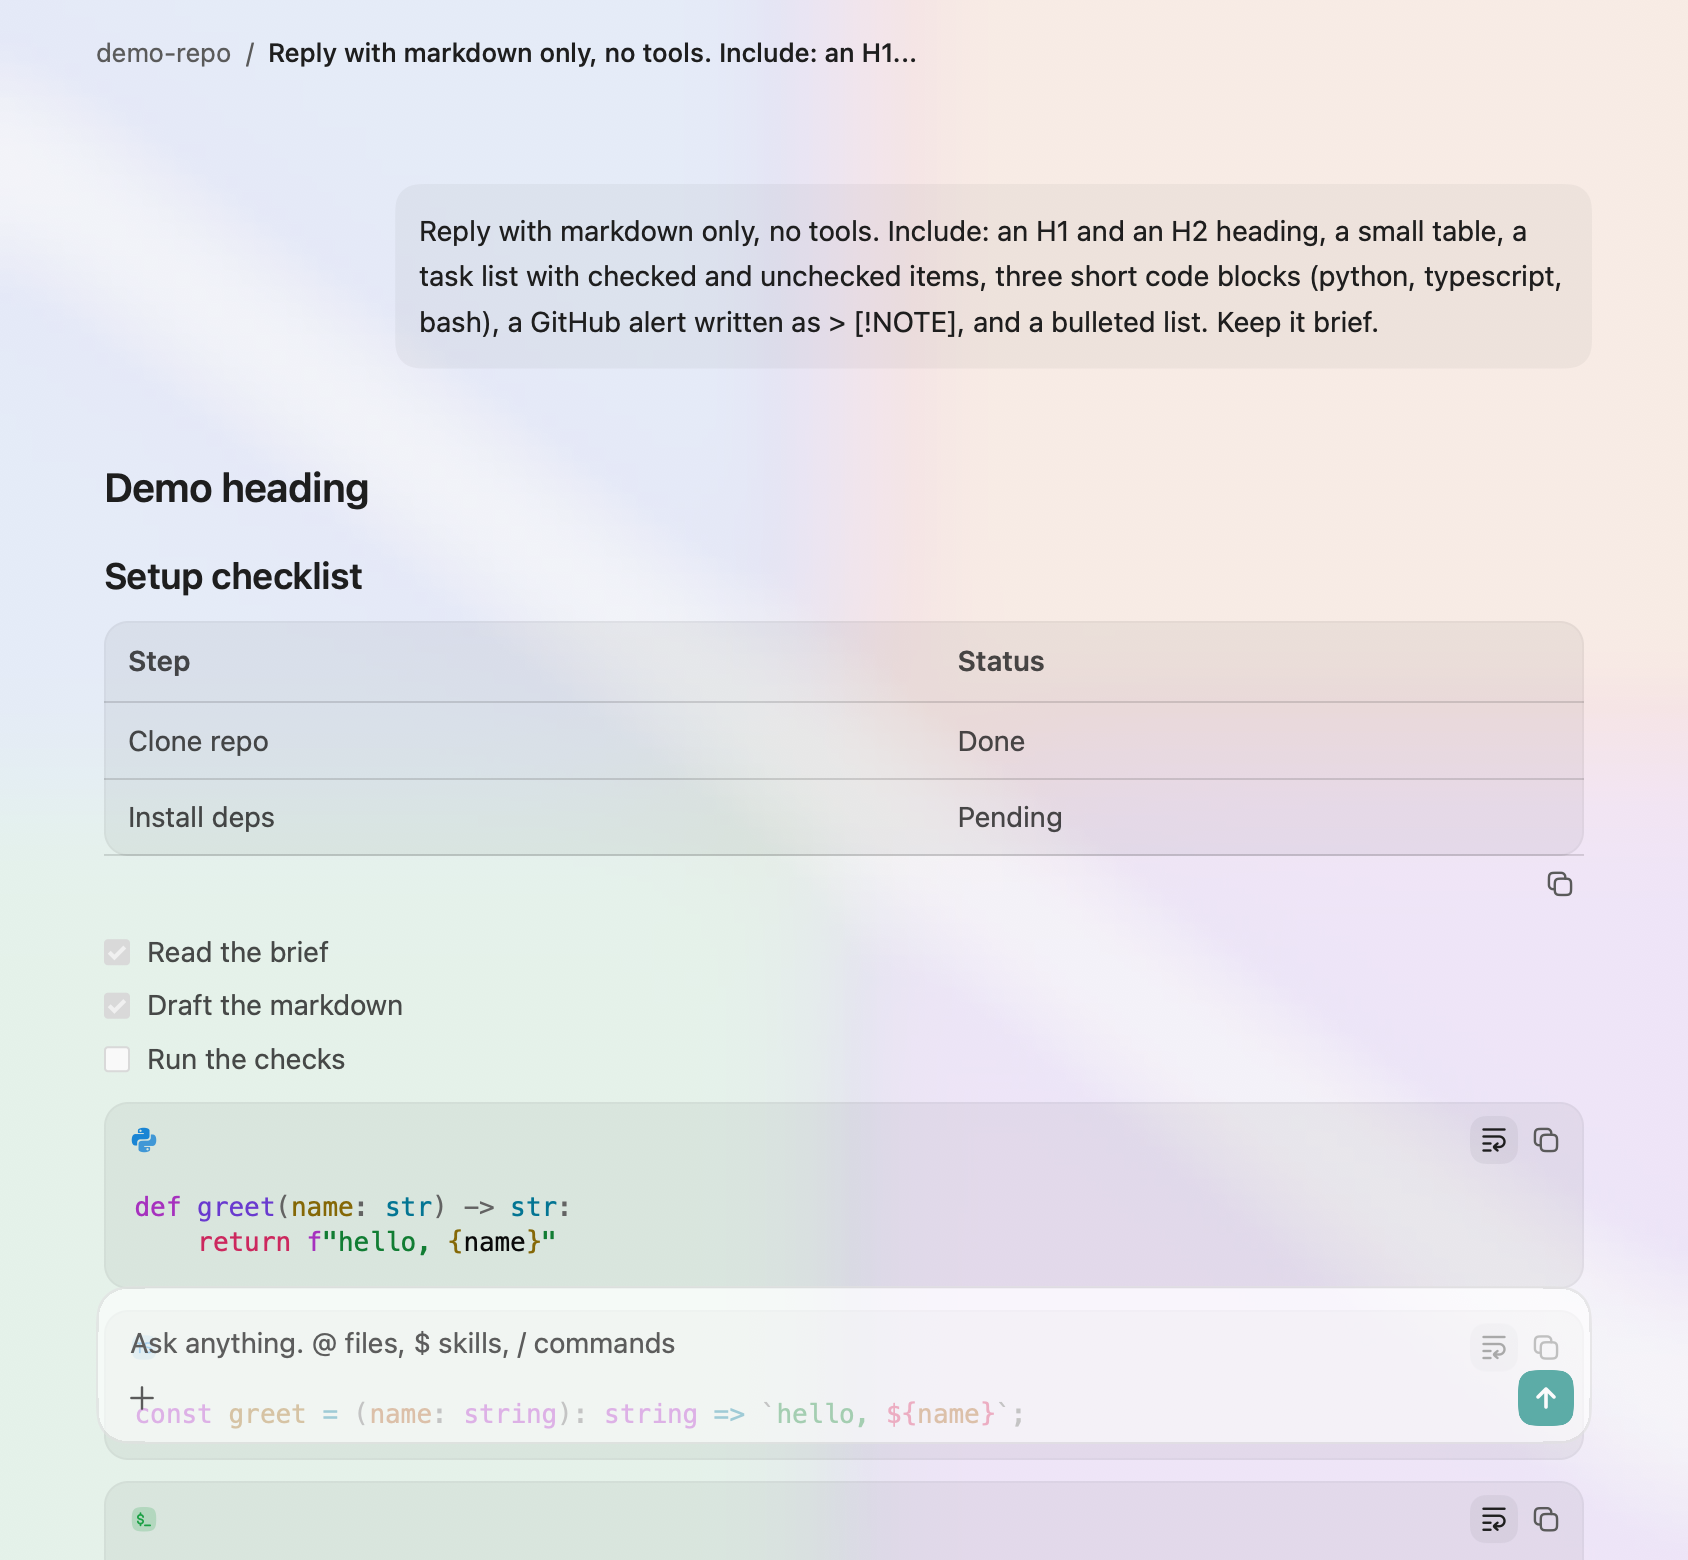 demo-repo / Reply with markdown only, no tools. Include: an H1...
Reply with markdown only, no tools. Include: an H1 and an H2 heading, a small table, a
task list with checked and unchecked items, three short code blocks (python, typescript,
bash), a GitHub alert written as > [!NOTE], and a bulleted list. Keep it brief.
Demo heading
Setup checklist
Step Status
Clone repo Done
Install deps Pending
Read the brief
Draft the markdown
Run the checks
def greet(name: str) -> str:
    return f"hello, {name}"
Ask anything. @ files, $ skills, / commands
const greet = (name: string): string => `hello, ${name}`;
$_